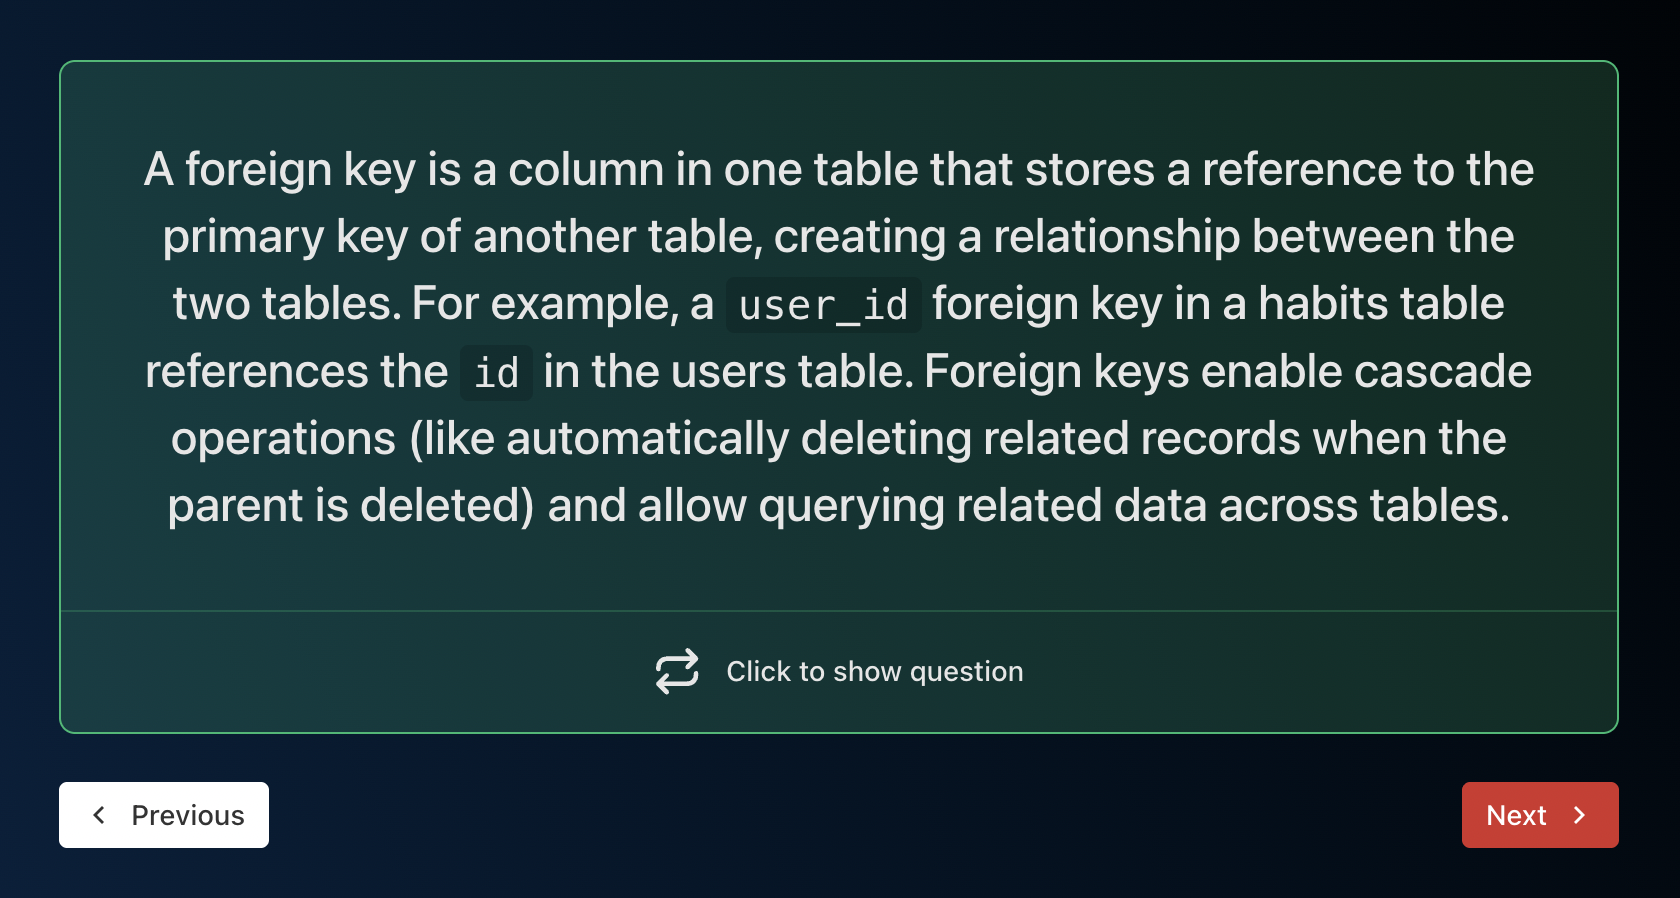 A foreign key is a column in one table that stores a reference to the
primary key of another table, creating a relationship between the
two tables. For example, a user_id foreign key in a habits table
references the id in the users table. Foreign keys enable cascade
operations (like automatically deleting related records when the
parent is deleted) and allow querying related data across tables.
Click to show question
Previous
Next